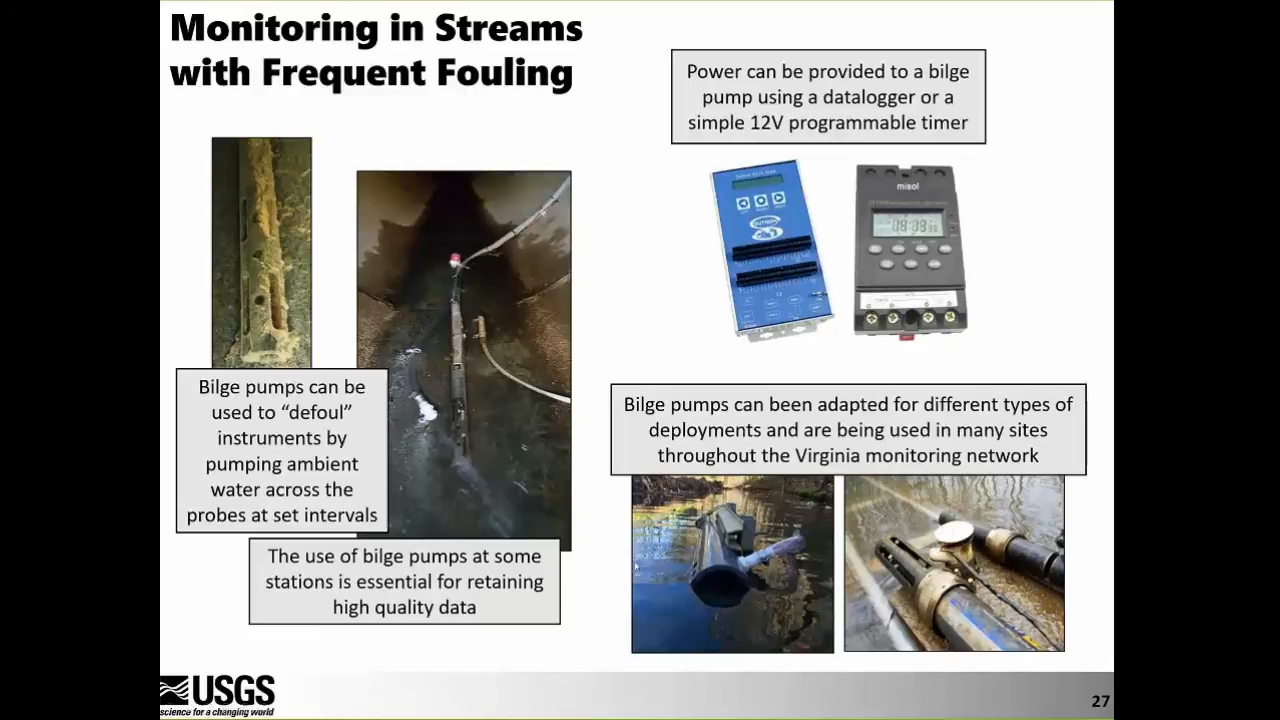 Monitoring in Streams
with Frequent Fouling
Power can be provided to a bilge
pump using a datalogger or a
simple 12V programmable timer
misol
Bilge pumps can be
used to “defoul”
instruments by
pumping ambient
water across the
probes at set intervals
The use of bilge pumps at some
stations is essential for retaining
high quality data
Bilge pumps can been adapted for different types of
deployments and are being used in many sites
throughout the Virginia monitoring network
USGS
science for a changing world
27